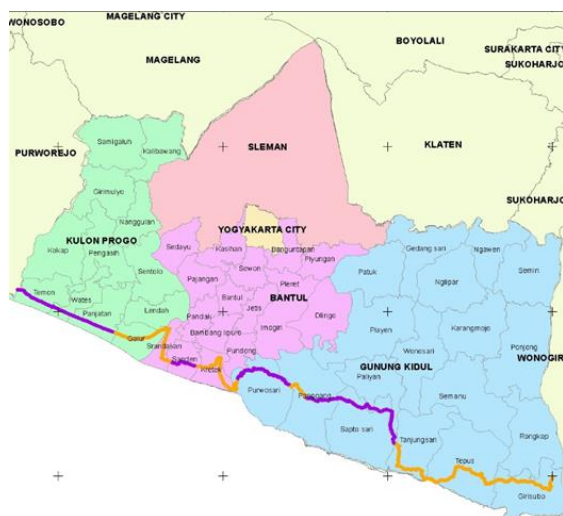 WONOSOBO
MAGELANG CITY
BOYOLALI
SURAKARTA CITY
SUKOHARJO
MAGELANG
PURWOREJO
SLEMAN
KLATEN
SUKOHARJO
Samigaluh
Kalibawang
Girimulyo
Nanggulan
KULON PROGO
Kokap
Pengasih
Sentolo
Temon
Wates
Panjatan
Lendah
Galur
YOGYAKARTA CITY
Sedayu
Kasihan
Banguntapan
Piyungan
Sewon
Pajangan
Pleret
Bantul
BANTUL
Jetis
Pandak
Dlingo
Imogiri
Bambang lipuro
Srandakan
Pundong
Sanden
Kretek
Gedang sari
Ngawen
Patuk
Semin
Nglipar
Playen
Karangmojo
Wonosari
Ponjong
WONOGIRI
GUNUNG KIDUL
Paliyan
Semanu
Purwosari
Panggang
Sapto sari
Tanjungsari
Rongkop
Tepus
Girisubo